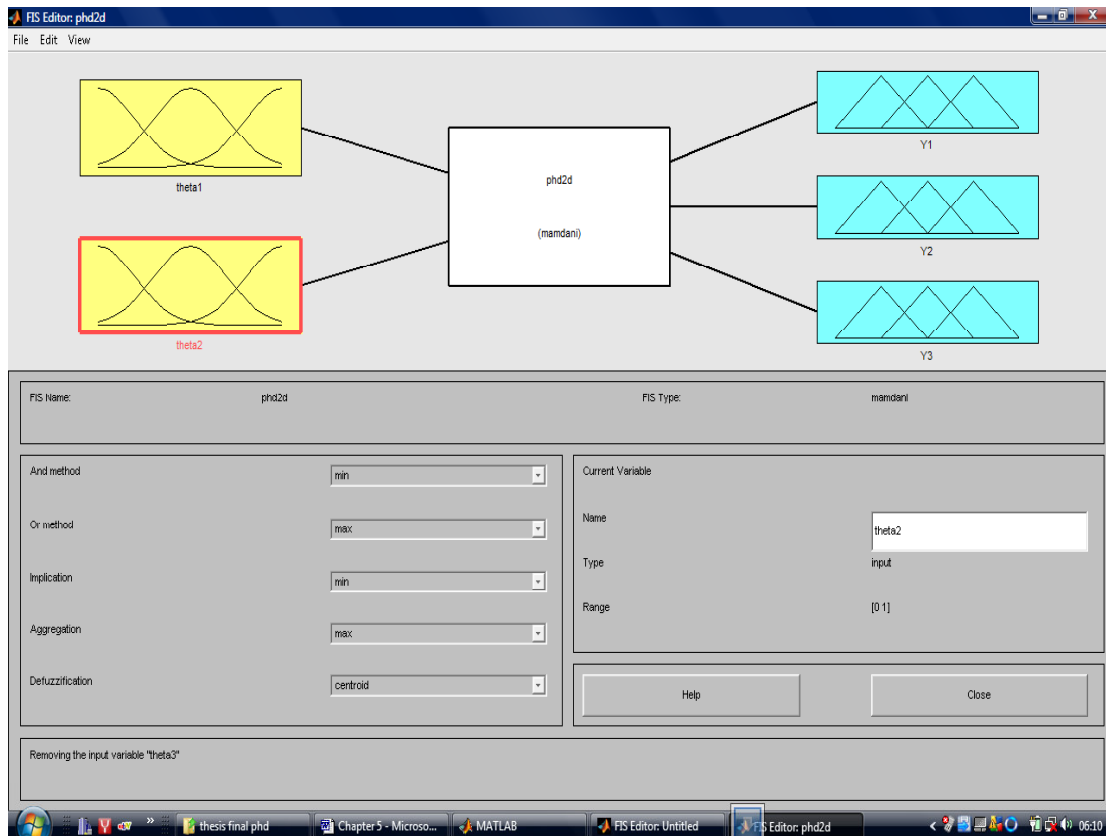 FIS Editor: phd2d
File Edit View
theta1
theta2
phd2d
(mamdani)
Y1
Y2
Y3
FIS Name: phd2d FIS Type: mamdani
And method min
Or method max
Implication min
Aggregation max
Defuzzification centroid
Current Variable
Name theta2
Type input
Range [0 1]
Help Close
Removing the input variable "theta3"
thesis final phd Chapter 5 - Microso... MATLAB FIS Editor: Untitled FIS Editor: phd2d 06:10